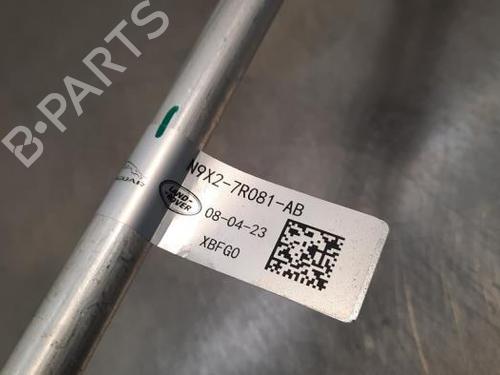 B-PARTS
N9X2-7R081-AB
LAND-
ROVER
08-04-23
XBFG0